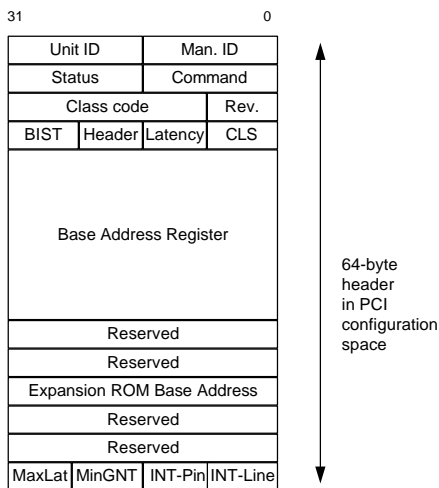 31 0
Unit ID Man. ID
Status Command
Class code Rev.
BIST Header Latency CLS
Base Address Register
64-byte
header
in PCI
configuration
space
Reserved
Reserved
Expansion ROM Base Address
Reserved
Reserved
MaxLat MinGNT INT-Pin INT-Line